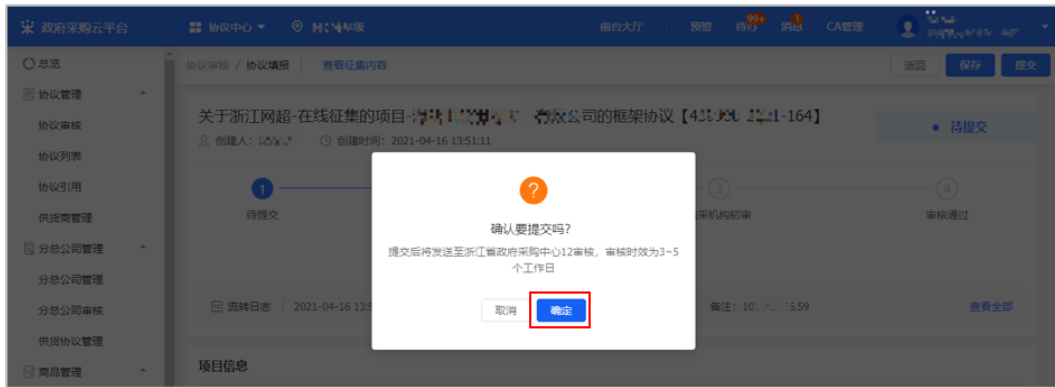 政府采购云平台
协议中心
前台大厅
预警
待办
99+
消息
1
CA管理
总览
协议审核 / 协议填报
查看征集内容
返回
保存
提交
协议管理
协议审核
协议列表
协议引用
供货商管理
分总公司管理
分总公司管理
分总公司审核
供货协议管理
商品管理
关于浙江网超-在线征集的项目- 有限公司的框架协议【 1-164】
创建人：
创建时间：2021-04-16 13:51:11
待提交
1
待提交
3
采机构初审
4
审核通过
?
确认要提交吗？
提交后将发送至浙江省政府采购中心12审核，审核时效为3~5
个工作日
取消
确定
流转日志
2021-04-16 13:5
备注：
查看全部
项目信息